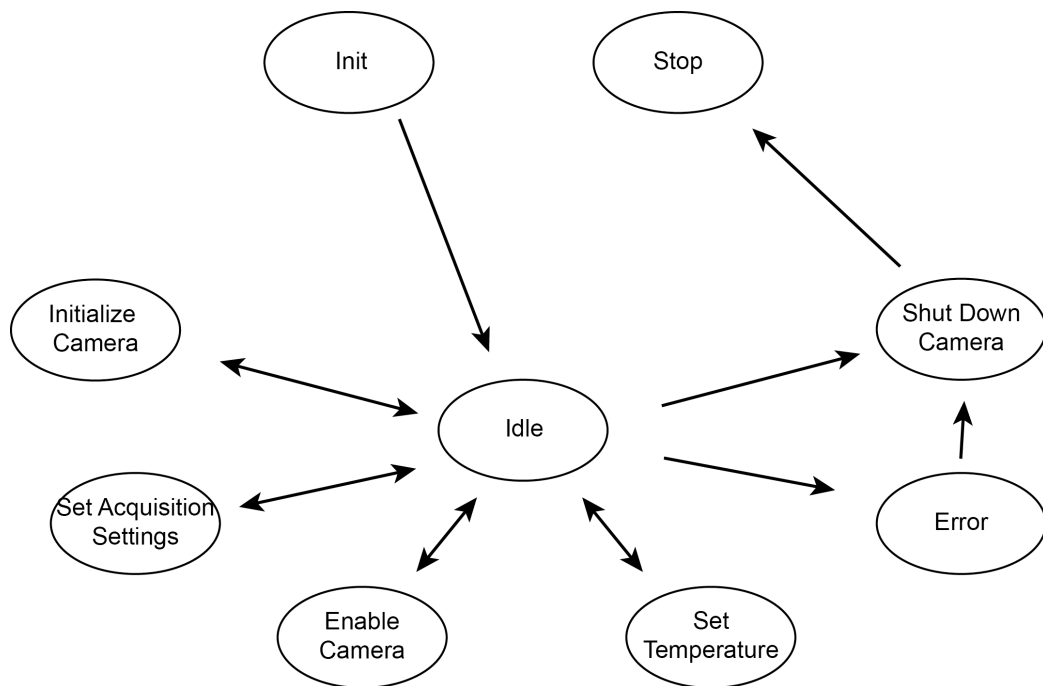 Init
Stop
Initialize
Camera
Shut Down
Camera
Idle
Set Acquisition
Settings
Error
Enable
Camera
Set
Temperature